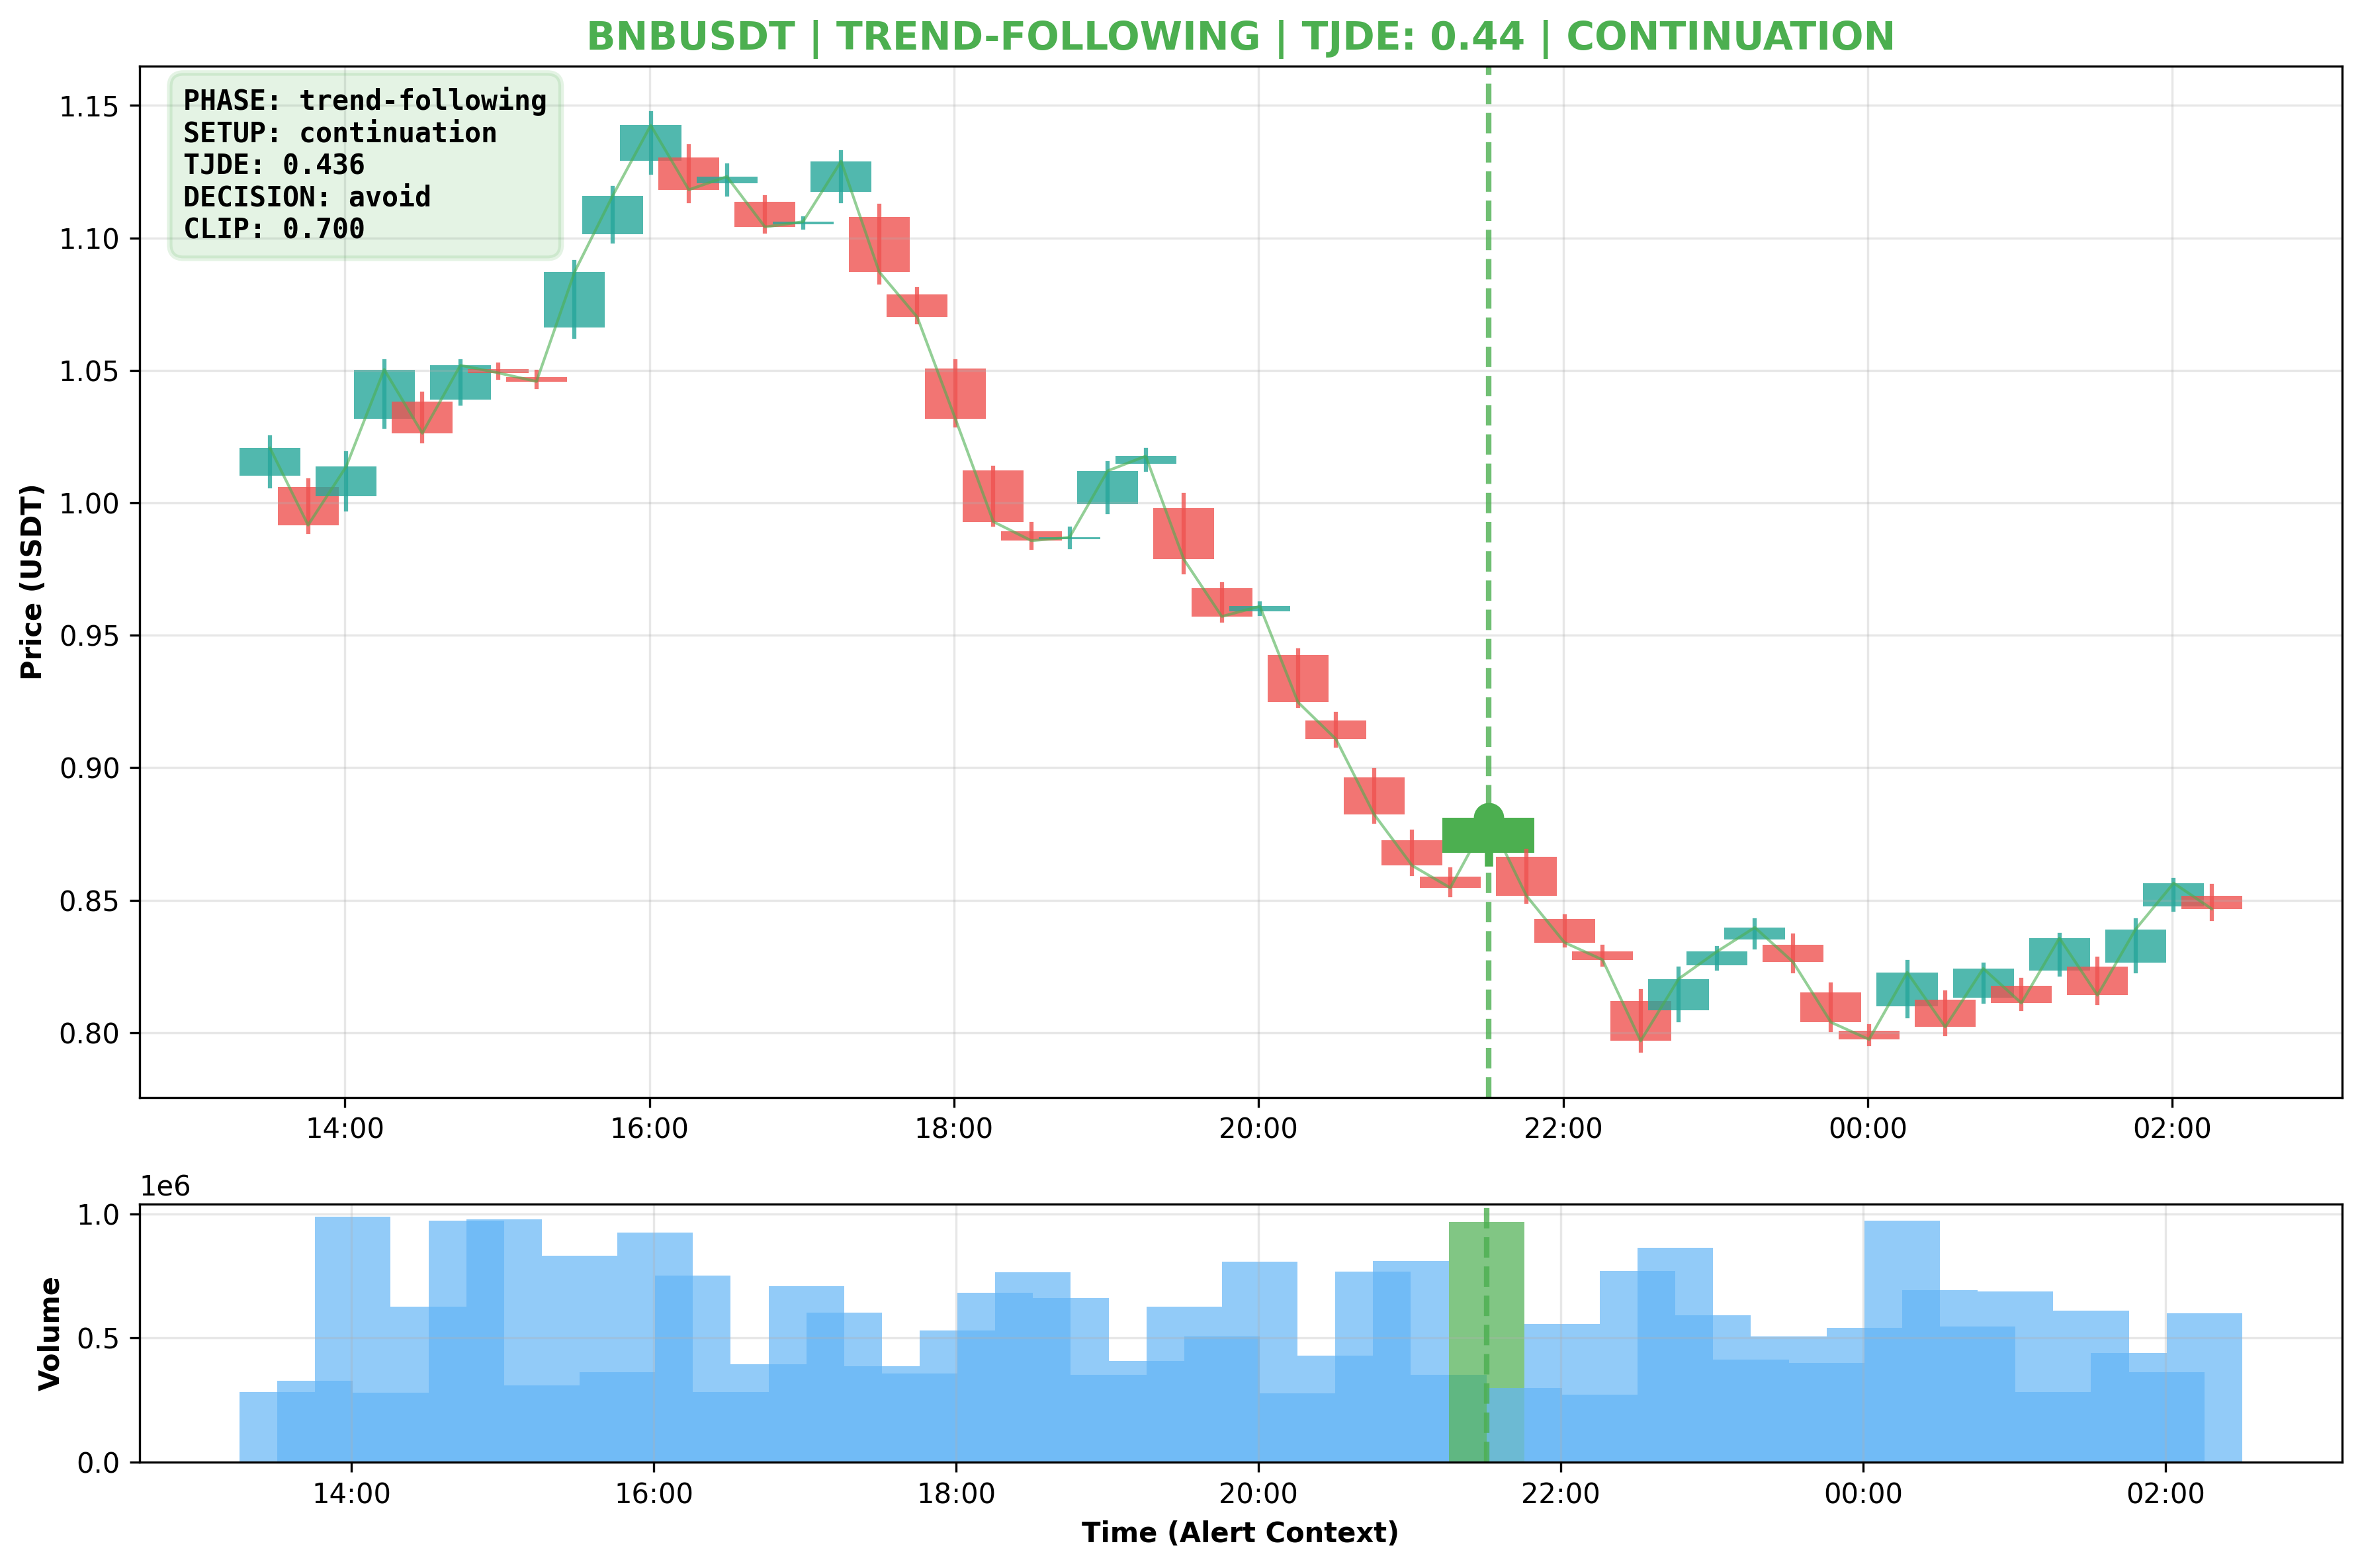 BNBUSDT | TREND-FOLLOWING | TJDE: 0.44 | CONTINUATION
PHASE: trend-following
SETUP: continuation
TJDE: 0.436
DECISION: avoid
CLIP: 0.700
Price (USDT)
1.15
1.10
1.05
1.00
0.95
0.90
0.85
0.80
14:00 16:00 18:00 20:00 22:00 00:00 02:00
1e6
Volume
1.0
0.5
0.0
14:00 16:00 18:00 20:00 22:00 00:00 02:00
Time (Alert Context)